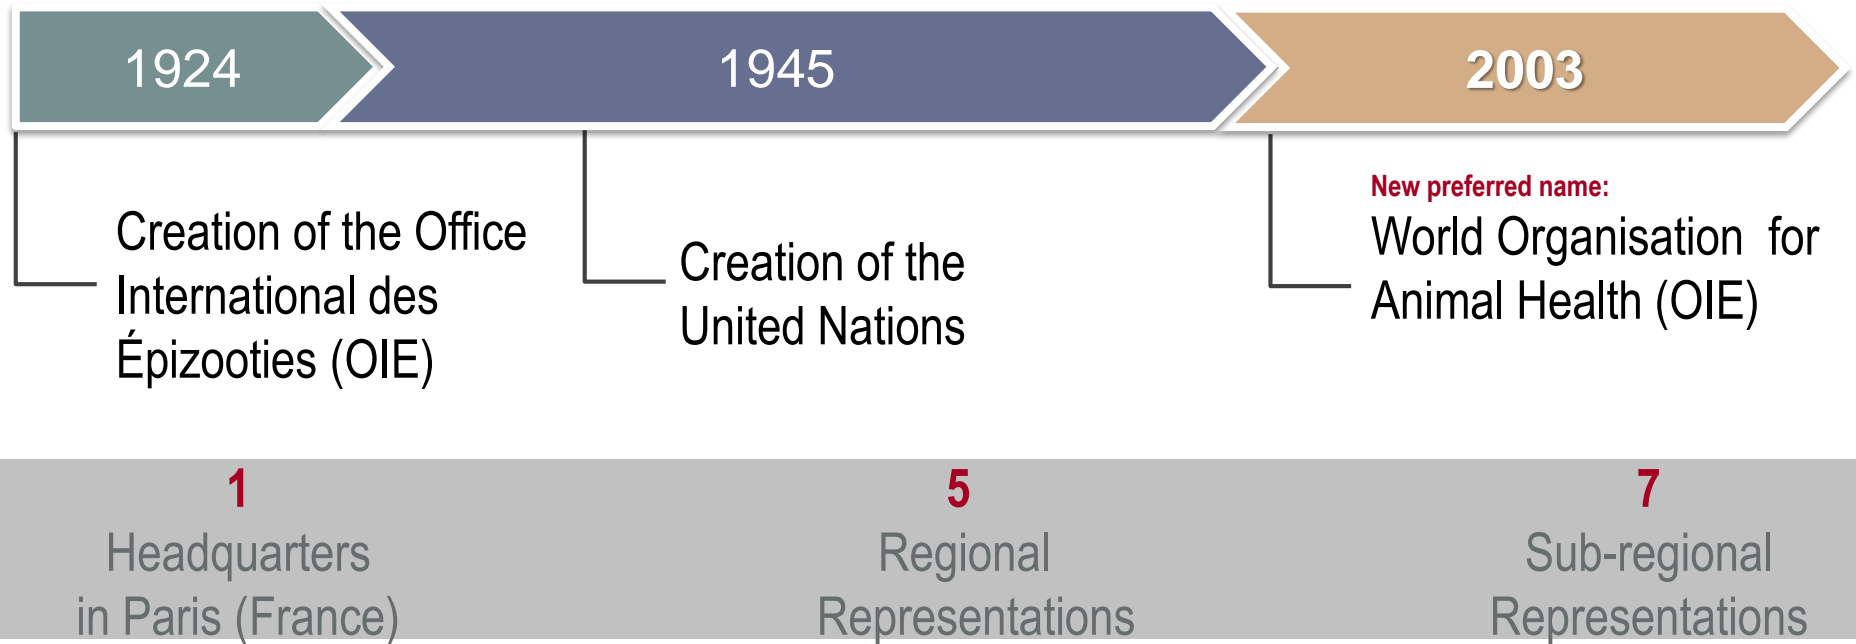 1924
1945
2003
Creation of the Office
International des
Épizooties (OIE)
Creation of the
United Nations
New preferred name:
World Organisation for
Animal Health (OIE)
1
Headquarters
in Paris (France)
5
Regional
Representations
7
Sub-regional
Representations